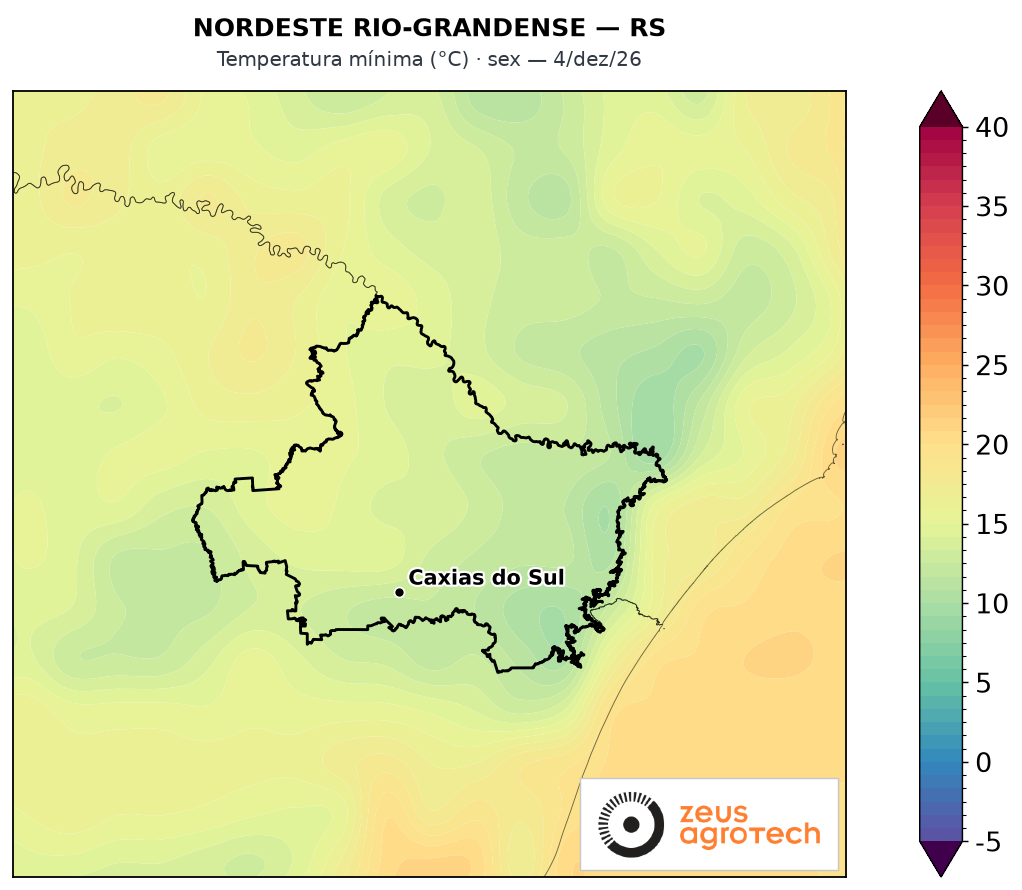 NORDESTE RIO-GRANDENSE — RS
Temperatura mínima (°C) · sex — 4/dez/26
40
35
30
25
20
15
10
5
0
-5
Caxias do Sul
zeus
agrotech